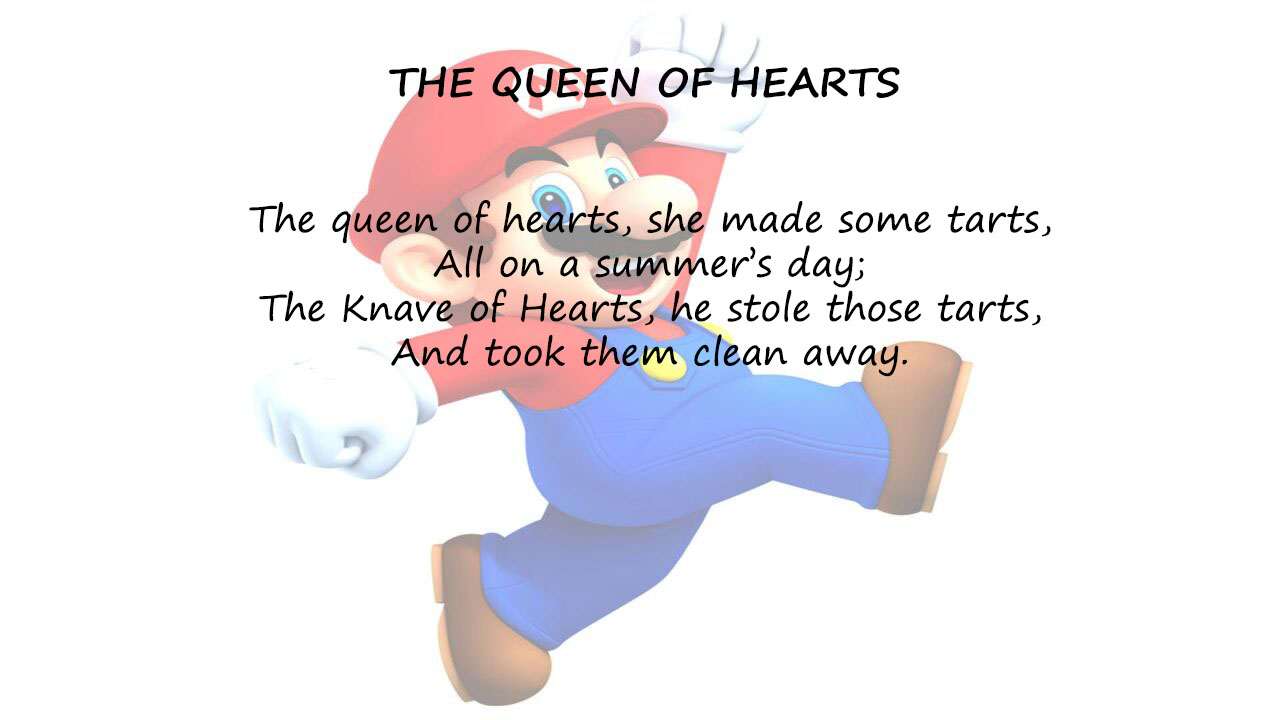 THE QUEEN OF HEARTS
The queen of hearts, she made some tarts,
All on a summer’s day;
The Knave of Hearts, he stole those tarts,
And took them clean away.